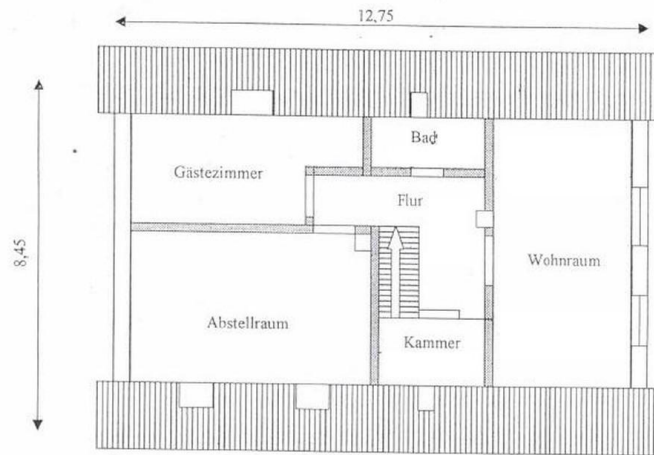 12,75
Bad
Gästezimmer
Flur
8,45
Wohnraum
Abstellraum
Kammer